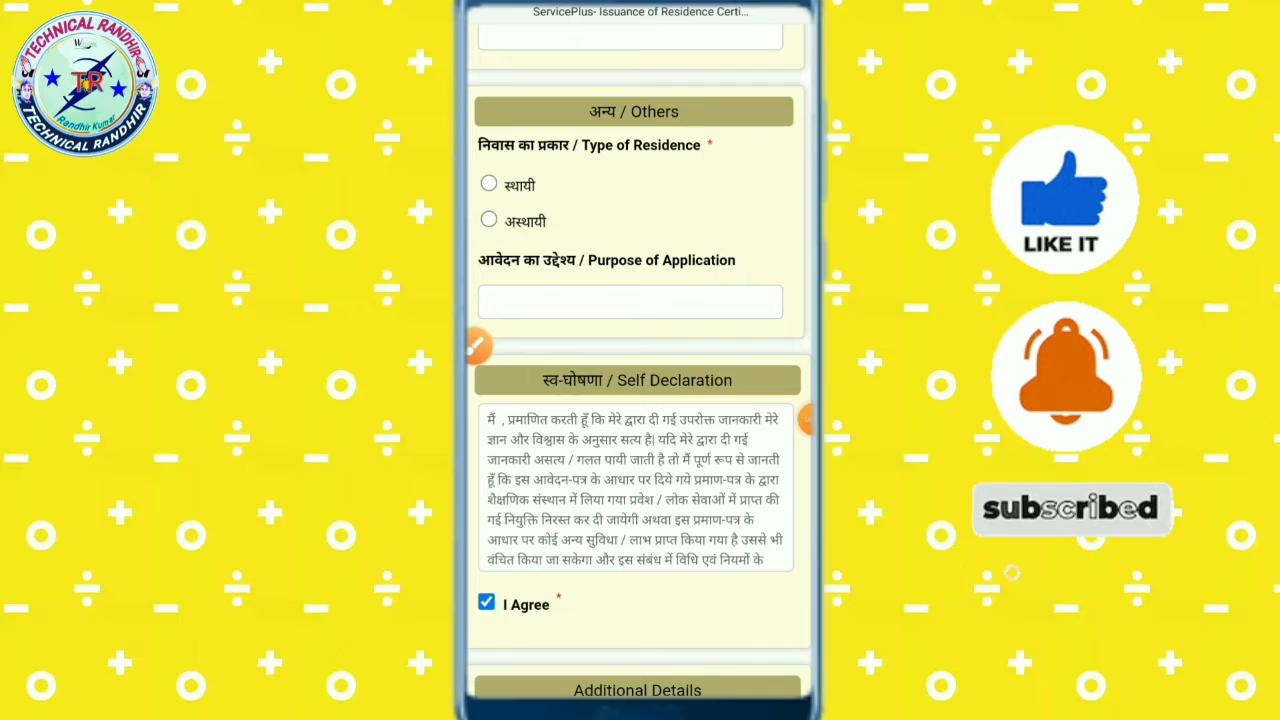 TECHNICAL RANDHIR
TR
Randhir Kumar
TECHNICAL RANDHIR
ServicePlus- Issuance of Residence Certi...
अन्य / Others
निवास का प्रकार / Type of Residence *
स्थायी
अस्थायी
आवेदन का उद्देश्य / Purpose of Application
स्व-घोषणा / Self Declaration
मैं , प्रमाणित करती हूँ कि मेरे द्वारा दी गई उपरोक्त जानकारी मेरे
ज्ञान और विश्वास के अनुसार सत्य है| यदि मेरे द्वारा दी गई
जानकारी असत्य / गलत पायी जाती है तो मैं पूर्ण रूप से जानती
हूँ कि इस आवेदन-पत्र के आधार पर दिये गये प्रमाण-पत्र के द्वारा
शैक्षणिक संस्थान में लिया गया प्रवेश / लोक सेवाओं में प्राप्त की
गई नियुक्ति निरस्त कर दी जायेगी अथवा इस प्रमाण-पत्र के
आधार पर कोई अन्य सुविधा / लाभ प्राप्त किया गया है उससे भी
वंचित किया जा सकेगा और इस संबंध में विधि एवं नियमों के
I Agree *
Additional Details
LIKE IT
subscribed